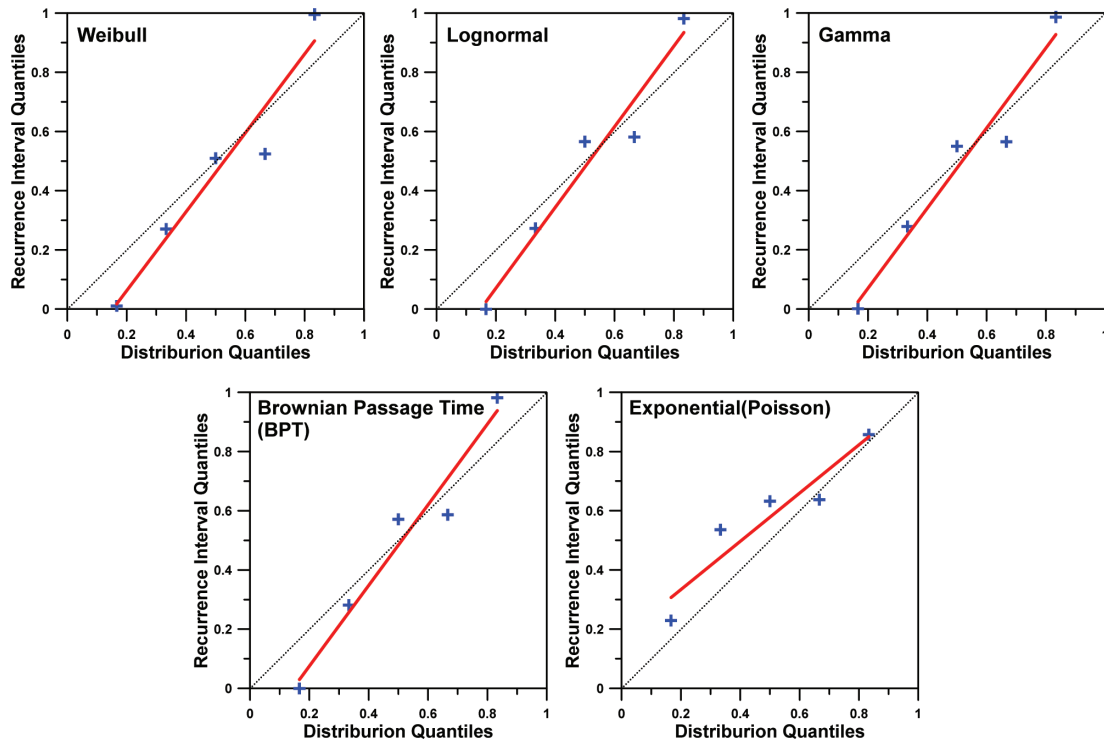 Weibull
Recurrence Interval Quantiles
1
0.8
0.6
0.4
0.2
0
0 0.2 0.4 0.6 0.8 1
Distriburion Quantiles
Lognormal
Recurrence Interval Quantiles
1
0.8
0.6
0.4
0.2
0
0 0.2 0.4 0.6 0.8 1
Distriburion Quantiles
Gamma
Recurrence Interval Quantiles
1
0.8
0.6
0.4
0.2
0
0 0.2 0.4 0.6 0.8 1
Distriburion Quantiles
Brownian Passage Time
(BPT)
Recurrence Interval Quantiles
1
0.8
0.6
0.4
0.2
0
0 0.2 0.4 0.6 0.8 1
Distriburion Quantiles
Exponential(Poisson)
Recurrence Interval Quantiles
1
0.8
0.6
0.4
0.2
0
0 0.2 0.4 0.6 0.8 1
Distriburion Quantiles